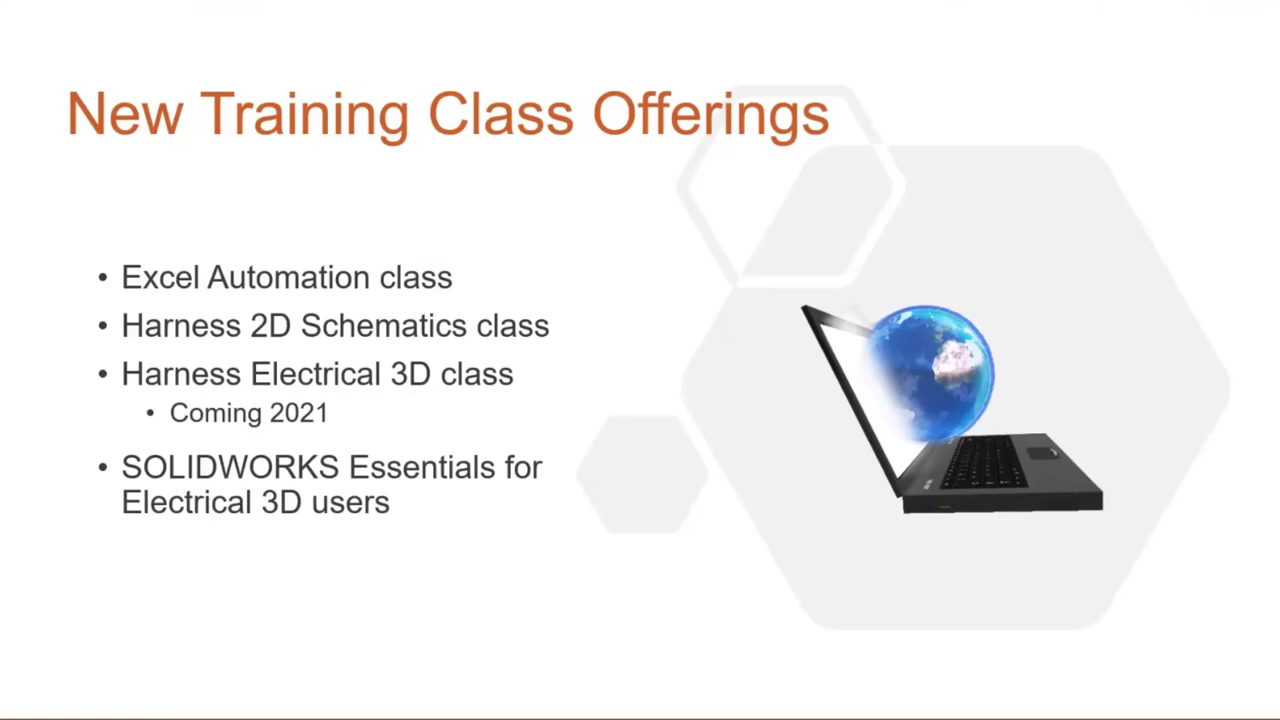 New Training Class Offerings
• Excel Automation class
• Harness 2D Schematics class
• Harness Electrical 3D class
• Coming 2021
• SOLIDWORKS Essentials for
Electrical 3D users